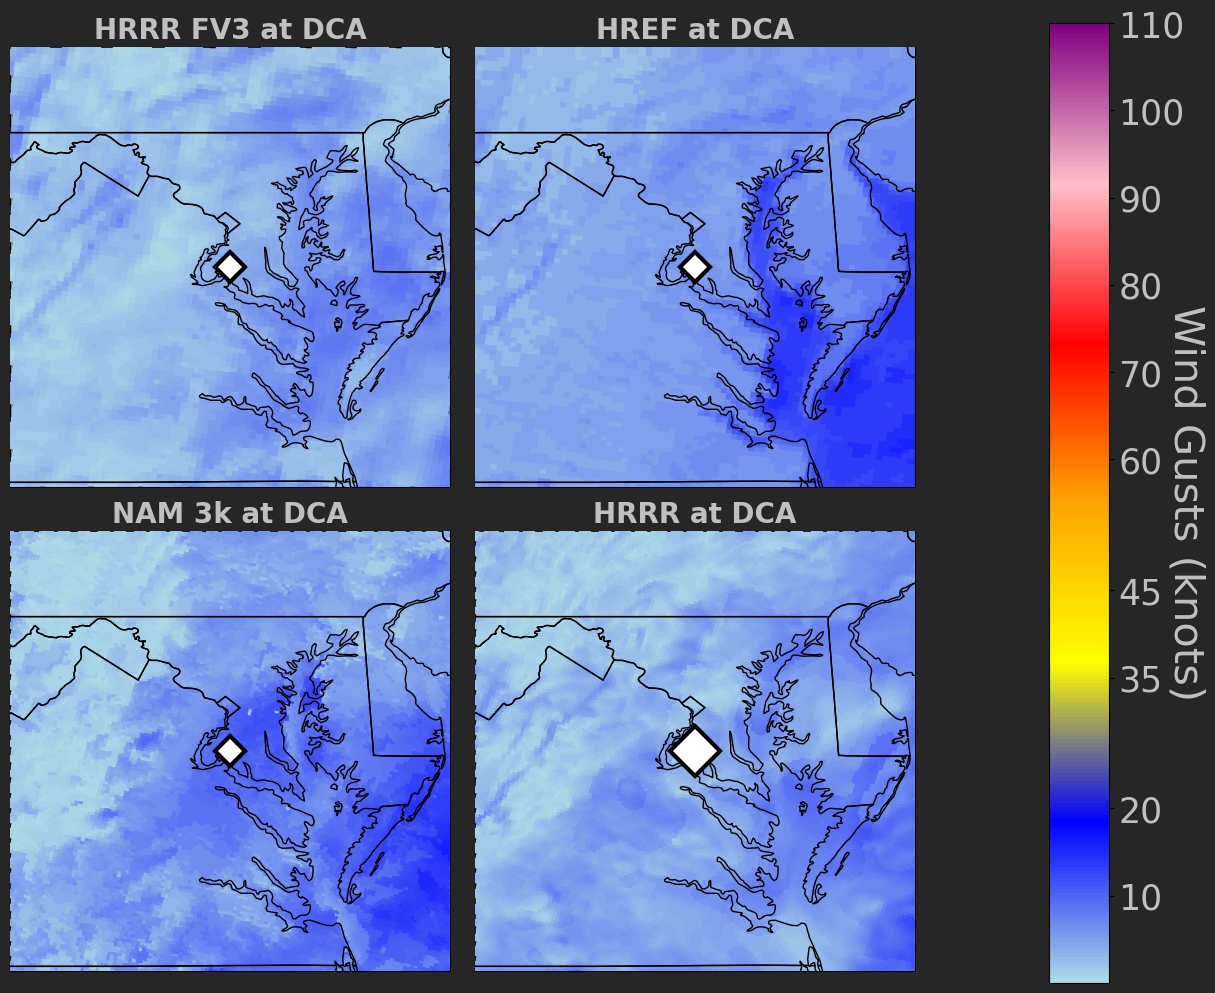 HRRR FV3 at DCA
HREF at DCA
NAM 3k at DCA
HRRR at DCA
110
100
90
80
70
60
45
35
20
10
Wind Gusts (knots)